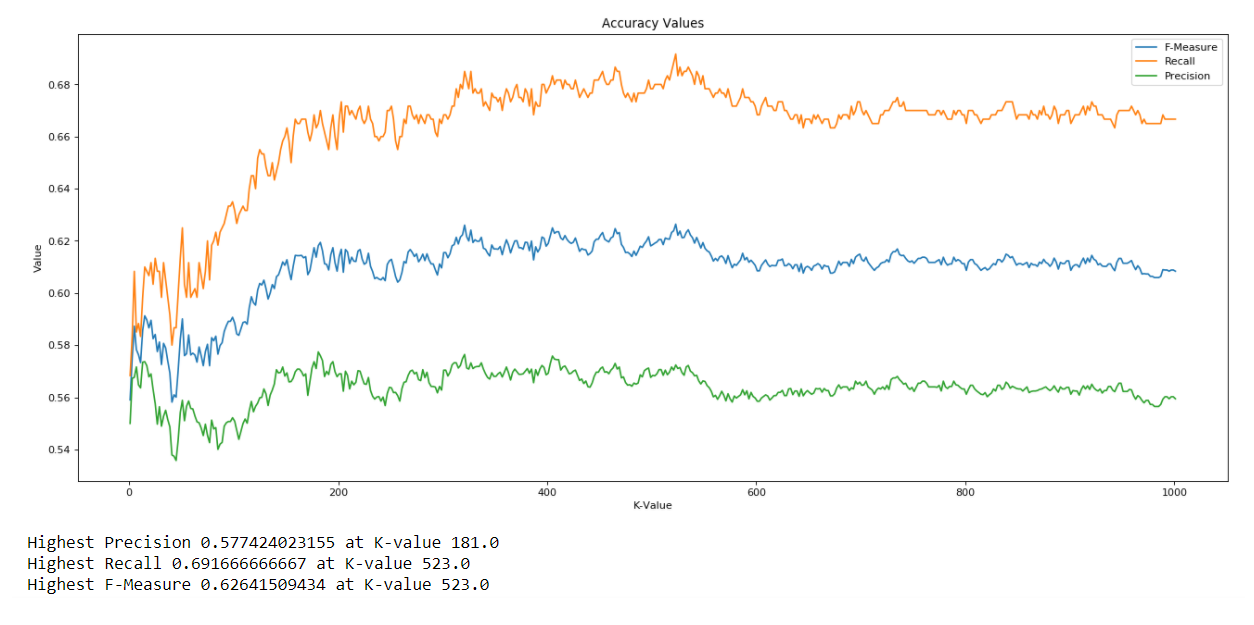 Accuracy Values
F-Measure
Recall
Precision
Value
0.68
0.66
0.64
0.62
0.60
0.58
0.56
0.54
0 200 400 600 800 1000
K-Value
Highest Precision 0.577424023155 at K-value 181.0
Highest Recall 0.691666666667 at K-value 523.0
Highest F-Measure 0.62641509434 at K-value 523.0